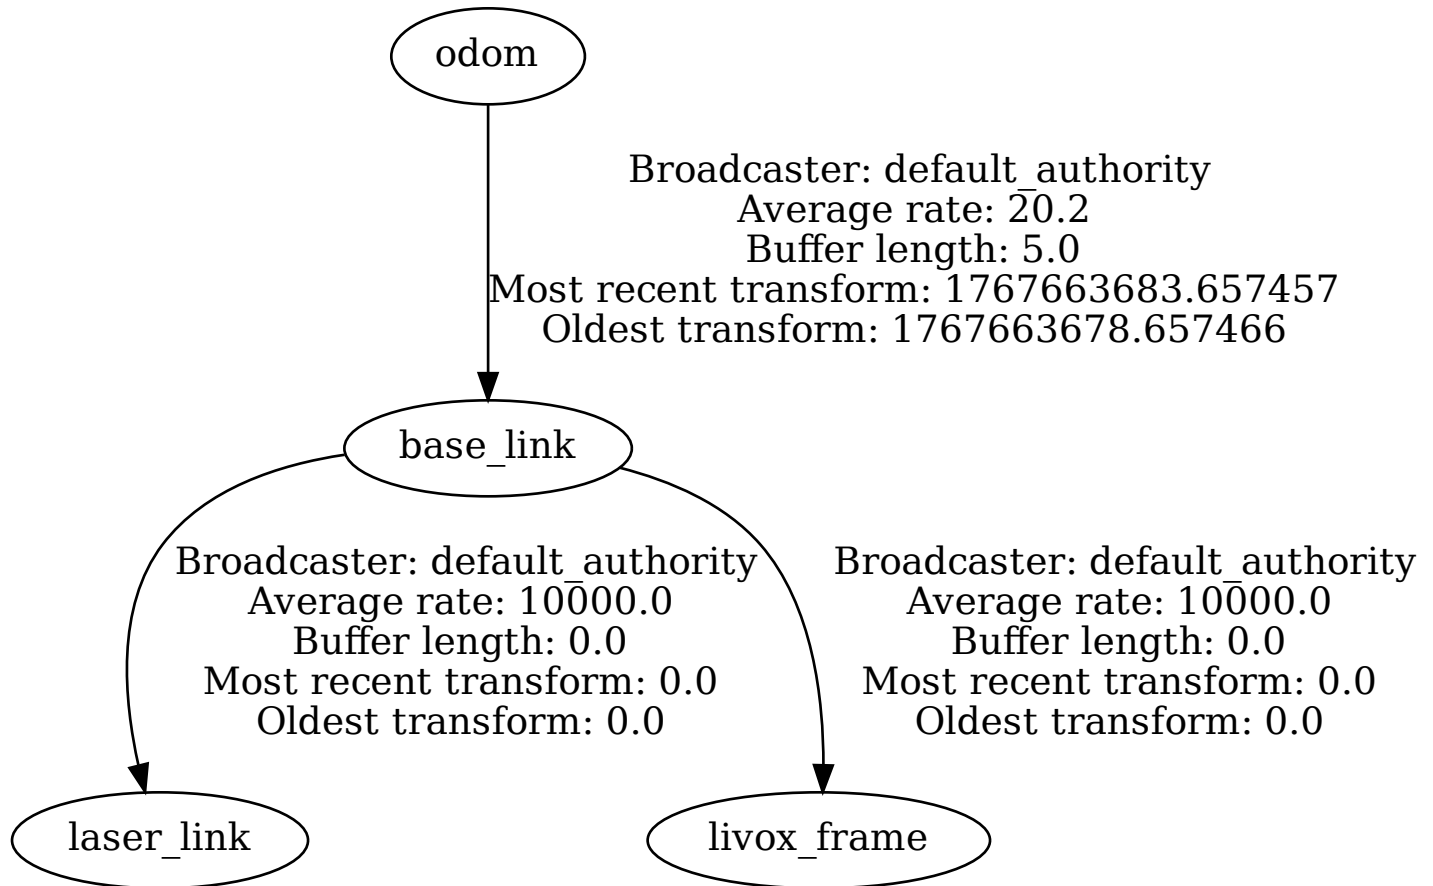 odom
Broadcaster: default_authority
Average rate: 20.2
Buffer length: 5.0
Most recent transform: 1767663683.657457
Oldest transform: 1767663678.657466
base_link
Broadcaster: default_authority
Average rate: 10000.0
Buffer length: 0.0
Most recent transform: 0.0
Oldest transform: 0.0
Broadcaster: default_authority
Average rate: 10000.0
Buffer length: 0.0
Most recent transform: 0.0
Oldest transform: 0.0
laser_link
livox_frame